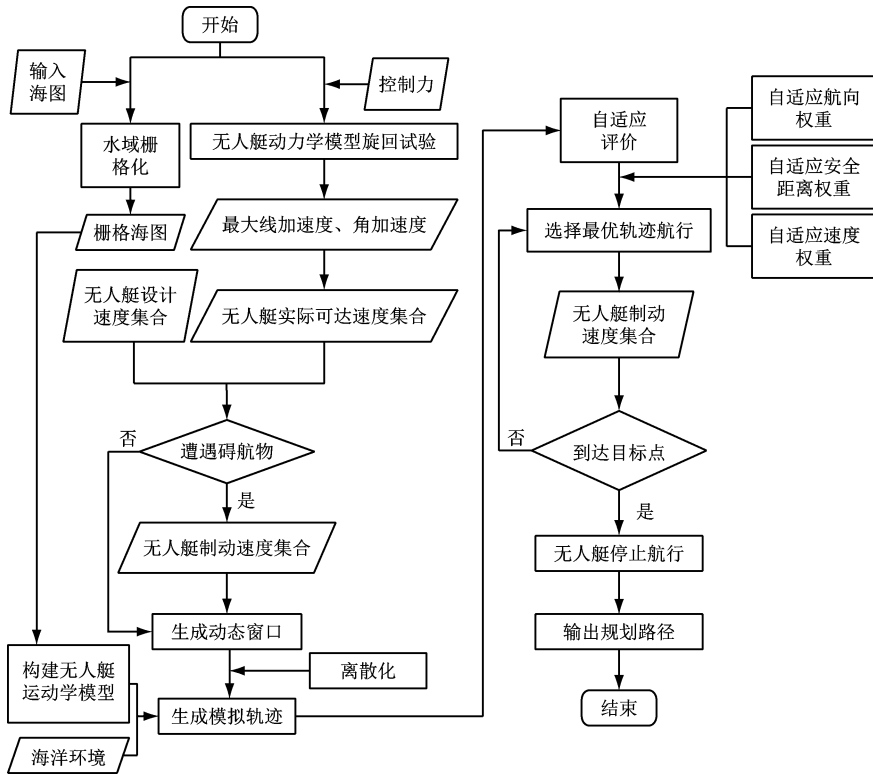 开始
输入
海图
控制力
水域栅
格化
无人艇动力学模型旋回试验
栅格海图
最大线加速度、角加速度
无人艇设计
速度集合
无人艇实际可达速度集合
遭遇碍航物
否
是
无人艇制动速度集合
生成动态窗口
离散化
构建无人艇
运动学模型
生成模拟轨迹
海洋环境
自适应
评价
自适应航向
权重
自适应安全
距离权重
自适应速度
权重
选择最优轨迹航行
无人艇制动
速度集合
到达目标点
否
是
无人艇停止航行
输出规划路径
结束